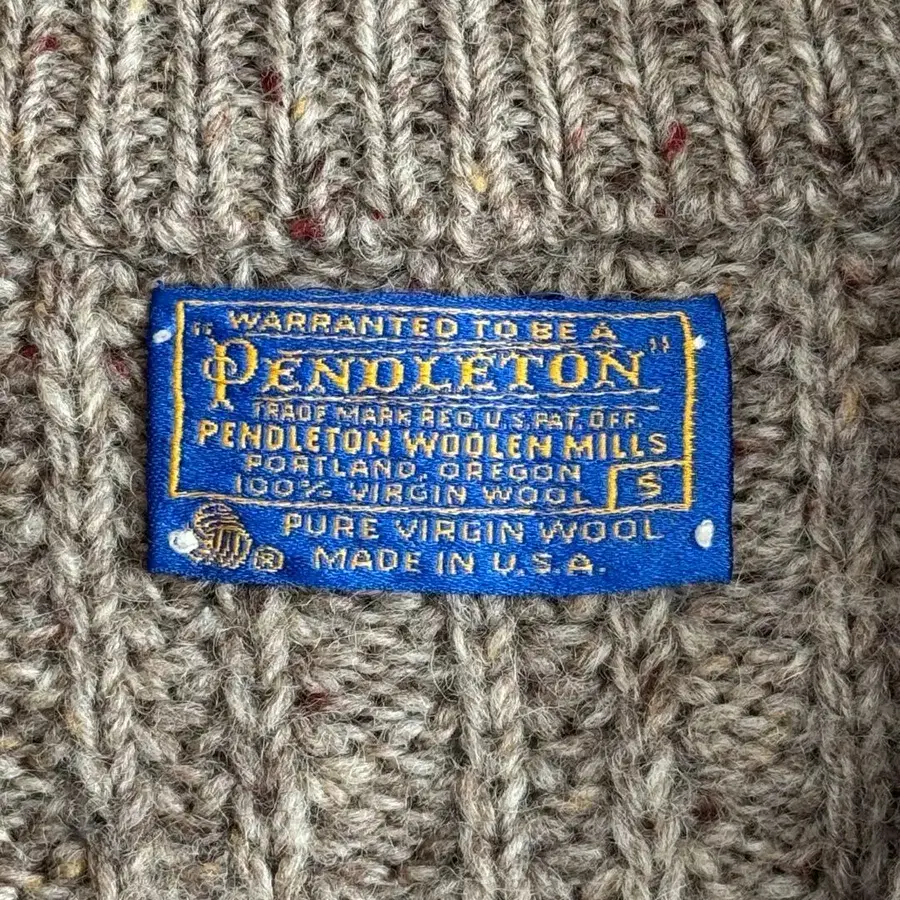 WARRANTED TO BE A
"PENDLETON"
TRADE MARK REG. U.S. PAT. OFF.
PENDLETON WOOLEN MILLS
PORTLAND, OREGON
100% VIRGIN WOOL S
PURE VIRGIN WOOL
® MADE IN U.S.A.